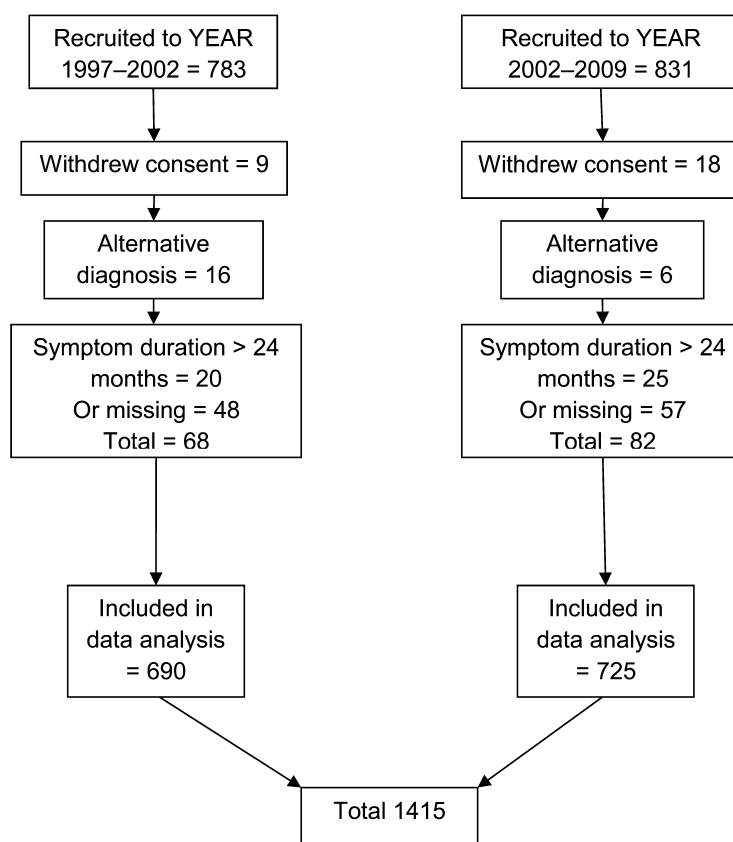 Recruited to YEAR
1997–2002 = 783
Withdrew consent = 9
Alternative
diagnosis = 16
Symptom duration > 24
months = 20
Or missing = 48
Total = 68
Included in
data analysis
= 690
Recruited to YEAR
2002–2009 = 831
Withdrew consent = 18
Alternative
diagnosis = 6
Symptom duration > 24
months = 25
Or missing = 57
Total = 82
Included in
data analysis
= 725
Total 1415